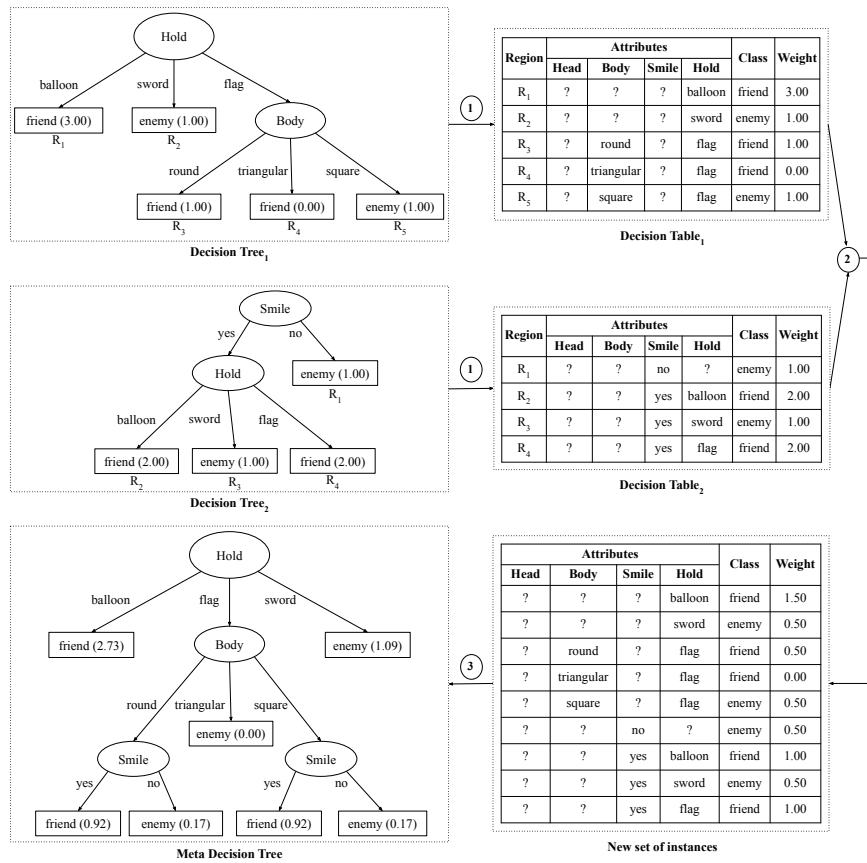 Hold
balloon
sword
flag
friend (3.00)
R1
enemy (1.00)
R2
Body
round
triangular
square
friend (1.00)
R3
friend (0.00)
R4
enemy (1.00)
R5
Decision Tree1
1
Region Attributes Class Weight
Head Body Smile Hold
R1 ? ? ? balloon friend 3.00
R2 ? ? ? sword enemy 1.00
R3 ? round ? flag friend 1.00
R4 ? triangular ? flag friend 0.00
R5 ? square ? flag enemy 1.00
Decision Table1
2
Smile
yes
no
Hold
enemy (1.00)
R1
balloon
sword
flag
friend (2.00)
R2
enemy (1.00)
R3
friend (2.00)
R4
Decision Tree2
1
Region Attributes Class Weight
Head Body Smile Hold
R1 ? ? no ? enemy 1.00
R2 ? ? yes balloon friend 2.00
R3 ? ? yes sword enemy 1.00
R4 ? ? yes flag friend 2.00
Decision Table2
Hold
balloon
flag
sword
friend (2.73)
Body
enemy (1.09)
round
triangular
square
enemy (0.00)
Smile
Smile
yes
no
yes
no
friend (0.92)
enemy (0.17)
friend (0.92)
enemy (0.17)
Meta Decision Tree
3
Attributes Class Weight
Head Body Smile Hold
? ? ? balloon friend 1.50
? ? ? sword enemy 0.50
? round ? flag friend 0.50
? triangular ? flag friend 0.00
? square ? flag enemy 0.50
? ? no ? enemy 0.50
? ? yes balloon friend 1.00
? ? yes sword enemy 0.50
? ? yes flag friend 1.00
New set of instances